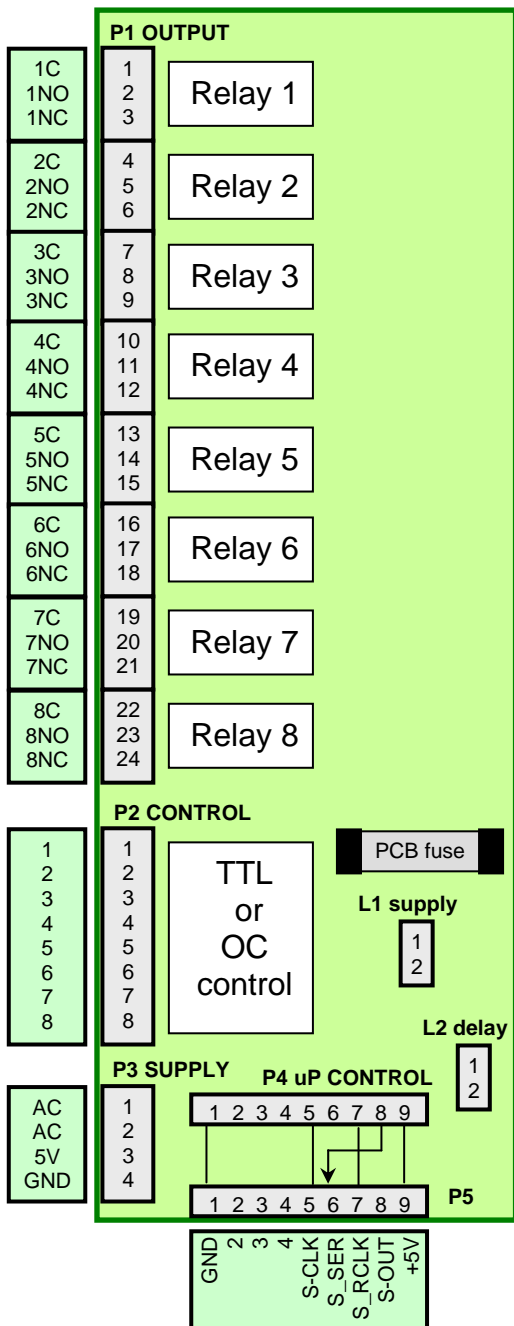 P1 OUTPUT
1C
1NO
1NC
1
2
3
Relay 1
2C
2NO
2NC
4
5
6
Relay 2
3C
3NO
3NC
7
8
9
Relay 3
4C
4NO
4NC
10
11
12
Relay 4
5C
5NO
5NC
13
14
15
Relay 5
6C
6NO
6NC
16
17
18
Relay 6
7C
7NO
7NC
19
20
21
Relay 7
8C
8NO
8NC
22
23
24
Relay 8
P2 CONTROL
1
2
3
4
5
6
7
8
1
2
3
4
5
6
7
8
TTL
or
OC
control
PCB fuse
L1 supply
1
2
L2 delay
1
2
P3 SUPPLY
AC
AC
5V
GND
1
2
3
4
P4 uP CONTROL
1 2 3 4 5 6 7 8 9
1 2 3 4 5 6 7 8 9
P5
GND
2
3
4
S-CLK
S_SER
S_RCLK
S-OUT
+5V